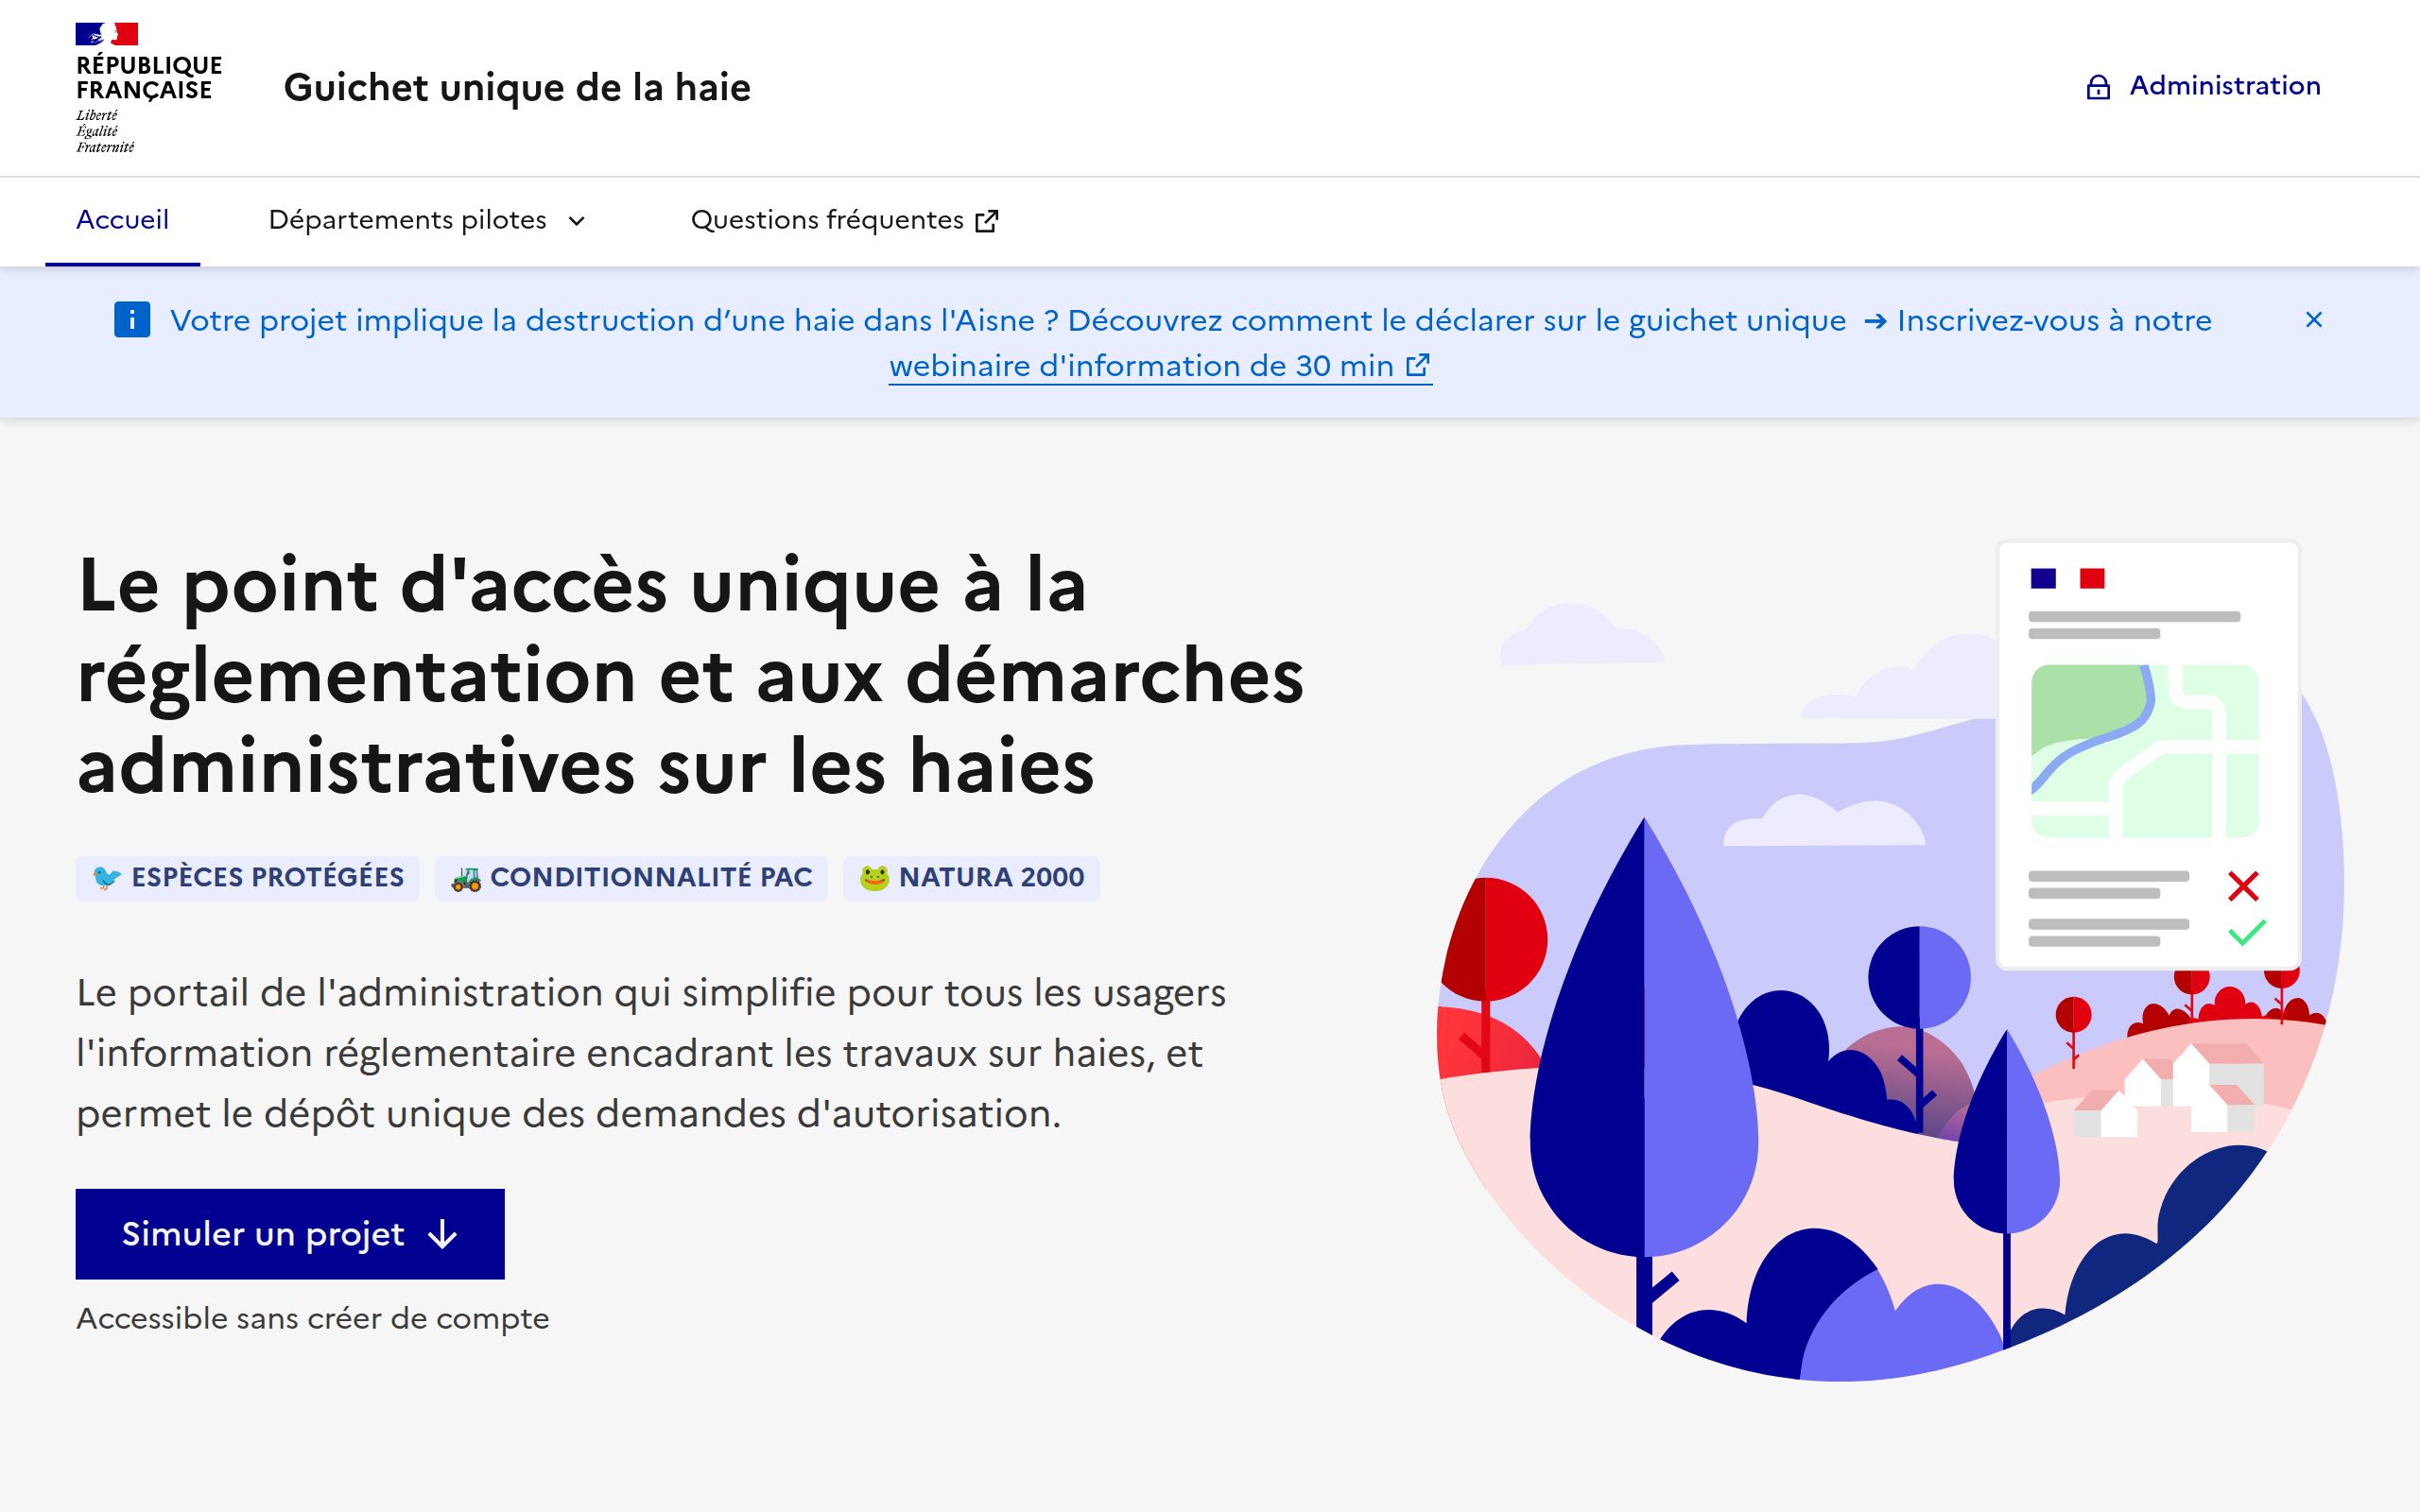 RÉPUBLIQUE
FRANÇAISE
Liberté
Égalité
Fraternité
Guichet unique de la haie
Administration
Accueil
Départements pilotes
Questions fréquentes
Votre projet implique la destruction d’une haie dans l'Aisne ? Découvrez comment le déclarer sur le guichet unique ➔ Inscrivez-vous à notre
webinaire d'information de 30 min
Le point d'accès unique à la
réglementation et aux démarches
administratives sur les haies
🐦 ESPÈCES PROTÉGÉES 🚜 CONDITIONNALITÉ PAC 🐸 NATURA 2000
Le portail de l'administration qui simplifie pour tous les usagers
l'information réglementaire encadrant les travaux sur haies, et
permet le dépôt unique des demandes d'autorisation.
Simuler un projet
Accessible sans créer de compte